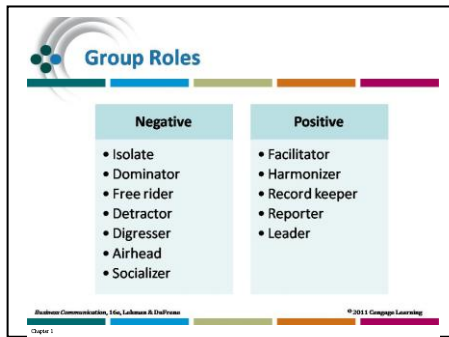 Group Roles
Negative
• Isolate
• Dominator
• Free rider
• Detractor
• Digresser
• Airhead
• Socializer
Positive
• Facilitator
• Harmonizer
• Record keeper
• Reporter
• Leader
Business Communication, 16e, Lehman & DuFrene
© 2011 Cengage Learning
Chapter 1